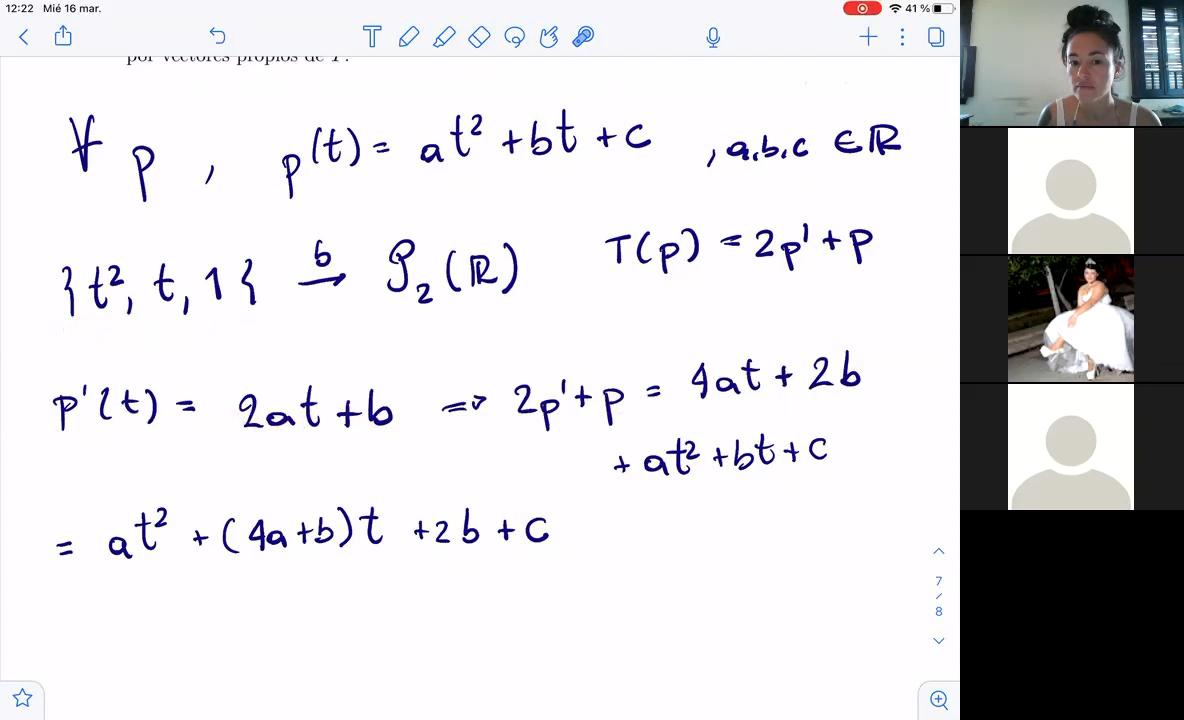 12:22 Mié 16 mar. 41 %
por vectores propios de T.
∀ p , p(t) = at² + bt + c , a,b,c ∈ ℝ
}t², t, 1{ —b→ 𝒫₂(ℝ) T(p) = 2p' + p
p'(t) = 2at + b ⇒ 2p' + p = 4at + 2b
+ at² + bt + c
= at² + (4a+b)t + 2b + c
7
/
8